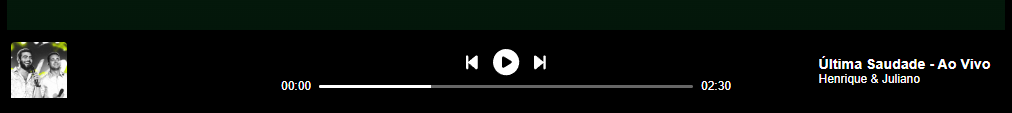 00:00
02:30
Última Saudade - Ao Vivo
Henrique & Juliano